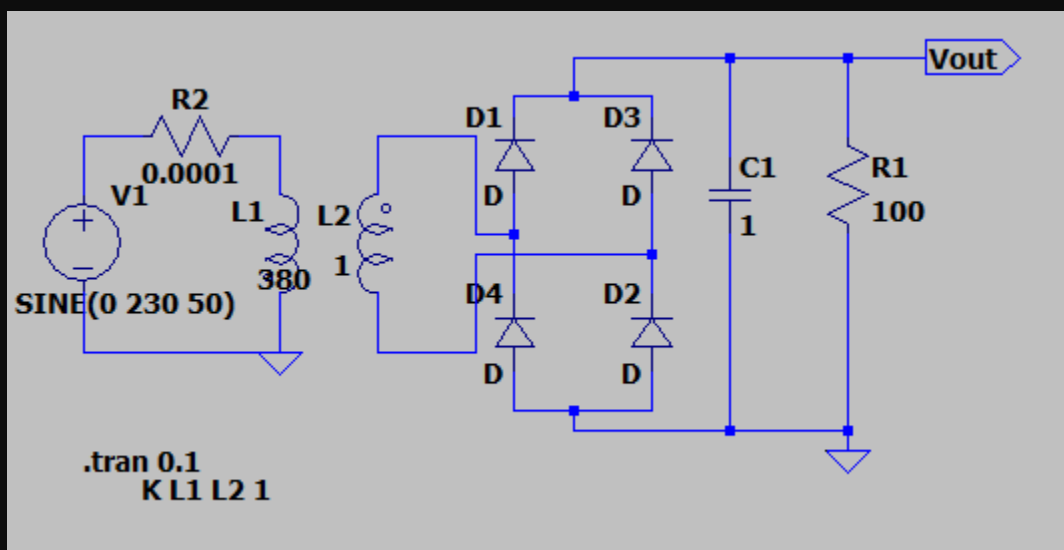 Vout
R2
0.0001
V1
SINE(0 230 50)
L1
380
L2
1
D1
D
D3
D
D4
D
D2
D
C1
1
R1
100
.tran 0.1
K L1 L2 1